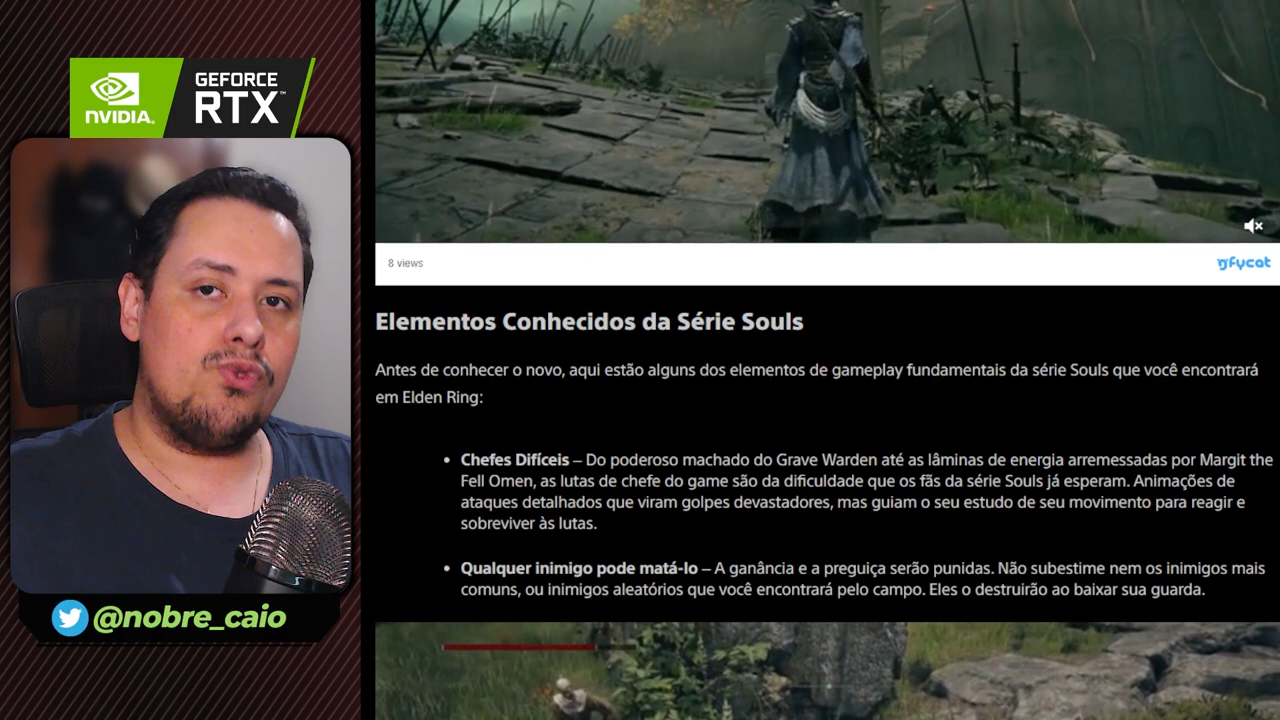 NVIDIA.
GEFORCE
RTX™
@nobre_caio
8 views
gfycat
Elementos Conhecidos da Série Souls
Antes de conhecer o novo, aqui estão alguns dos elementos de gameplay fundamentais da série Souls que você encontrará
em Elden Ring:
• Chefes Difíceis – Do poderoso machado do Grave Warden até as lâminas de energia arremessadas por Margit the
Fell Omen, as lutas de chefe do game são da dificuldade que os fãs da série Souls já esperam. Animações de
ataques detalhados que viram golpes devastadores, mas guiam o seu estudo de seu movimento para reagir e
sobreviver às lutas.
• Qualquer inimigo pode matá-lo – A ganância e a preguiça serão punidas. Não subestime nem os inimigos mais
comuns, ou inimigos aleatórios que você encontrará pelo campo. Eles o destruirão ao baixar sua guarda.